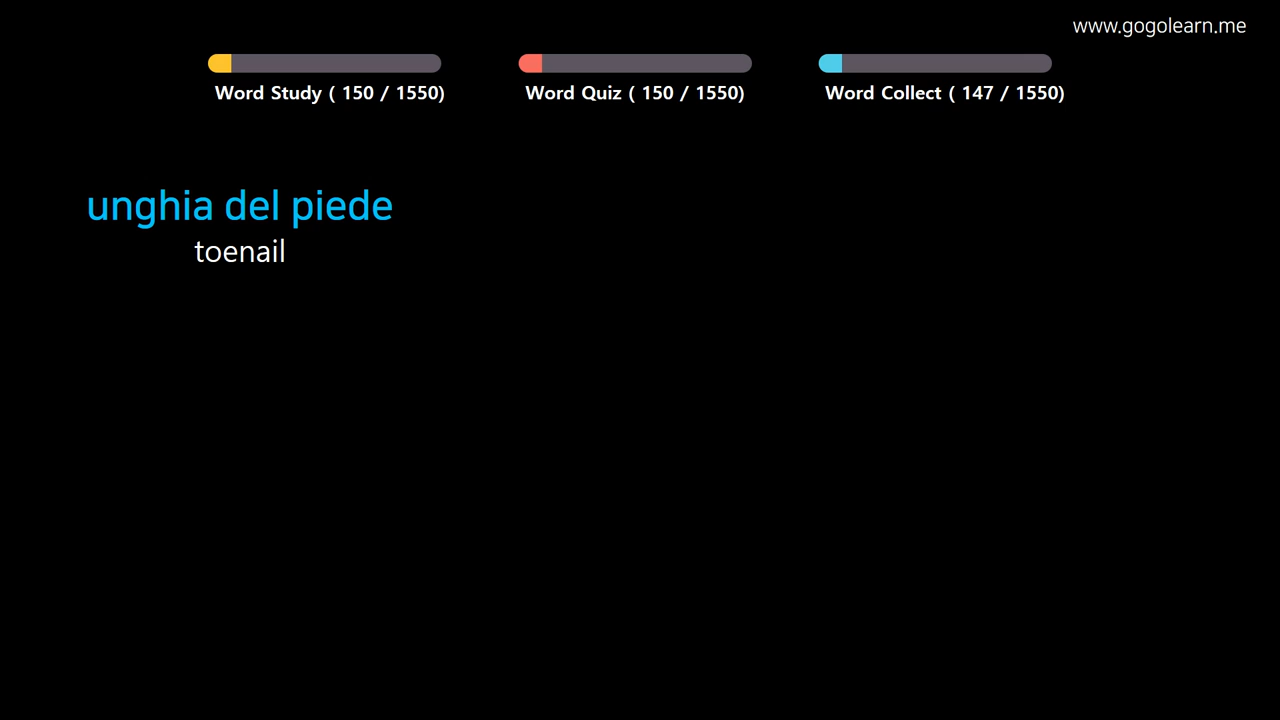 www.gogolearn.me
Word Study ( 150 / 1550)
Word Quiz ( 150 / 1550)
Word Collect ( 147 / 1550)
unghia del piede
toenail